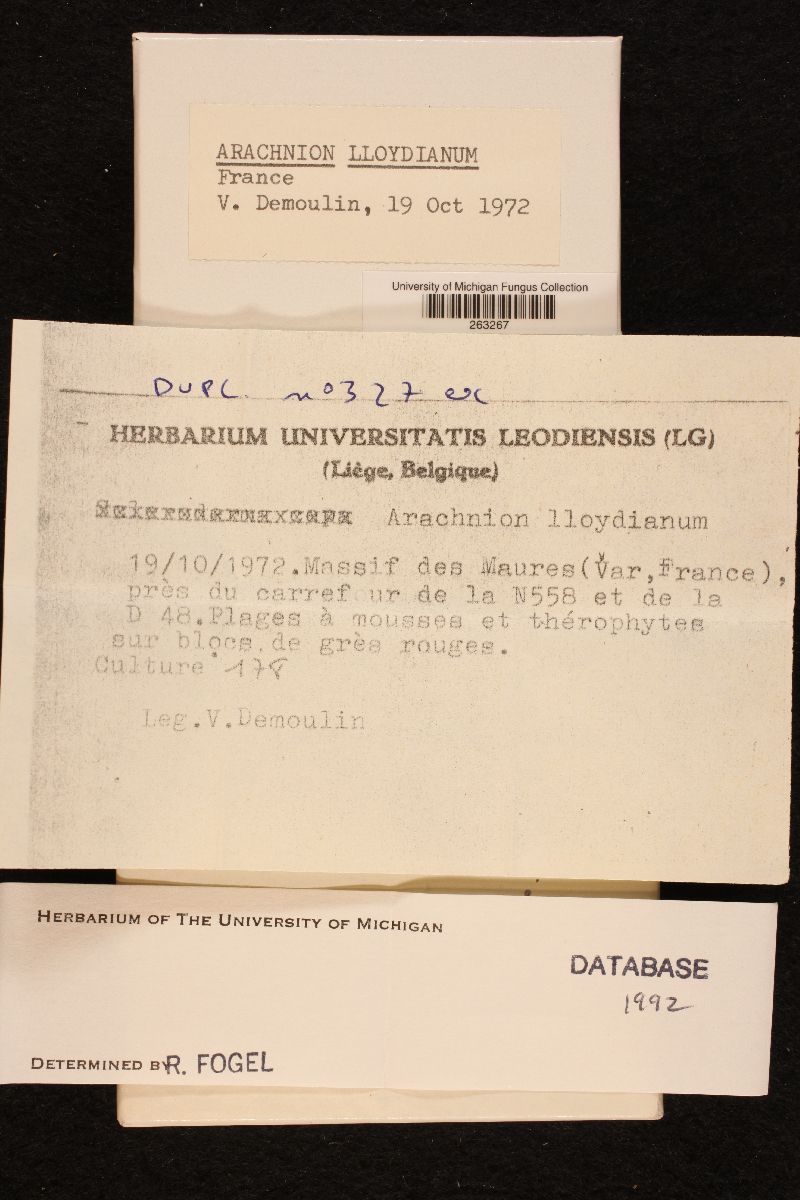 ARACHNION LLOYDIANUM
France
V. Demoulin, 19 Oct 1972
University of Michigan Fungus Collection
263267
DUPL. n° 327 ex
HERBARIUM UNIVERSITATIS LEODIENSIS (LG)
(Liège, Belgique)
Arachnion lloydianum
19/10/1972.Massif des Maures(Var,France),
près du carrefour de la N558 et de la
D 48.Plages à mousses et thérophytes
sur blocs de grès rouges.
Culture 178
Leg.V.Demoulin
HERBARIUM OF THE UNIVERSITY OF MICHIGAN
DATABASE
1992
DETERMINED BY R. FOGEL